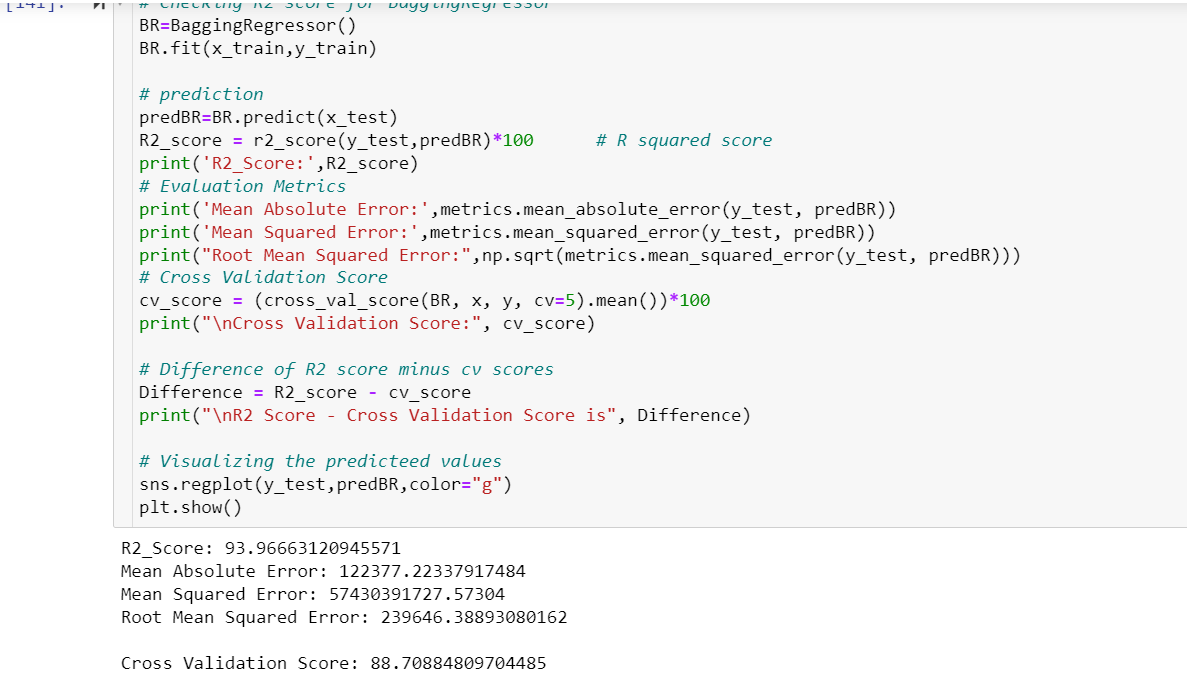 [141]:
# Checking R2 score for BaggingRegressor
BR=BaggingRegressor()
BR.fit(x_train,y_train)
# prediction
predBR=BR.predict(x_test)
R2_score = r2_score(y_test,predBR)*100      # R squared score
print('R2_Score:',R2_score)
# Evaluation Metrics
print('Mean Absolute Error:',metrics.mean_absolute_error(y_test, predBR))
print('Mean Squared Error:',metrics.mean_squared_error(y_test, predBR))
print("Root Mean Squared Error:",np.sqrt(metrics.mean_squared_error(y_test, predBR)))
# Cross Validation Score
cv_score = (cross_val_score(BR, x, y, cv=5).mean())*100
print("\nCross Validation Score:", cv_score)
# Difference of R2 score minus cv scores
Difference = R2_score - cv_score
print("\nR2 Score - Cross Validation Score is", Difference)
# Visualizing the predicteed values
sns.regplot(y_test,predBR,color="g")
plt.show()
R2_Score: 93.96663120945571
Mean Absolute Error: 122377.22337917484
Mean Squared Error: 57430391727.57304
Root Mean Squared Error: 239646.38893080162
Cross Validation Score: 88.70884809704485